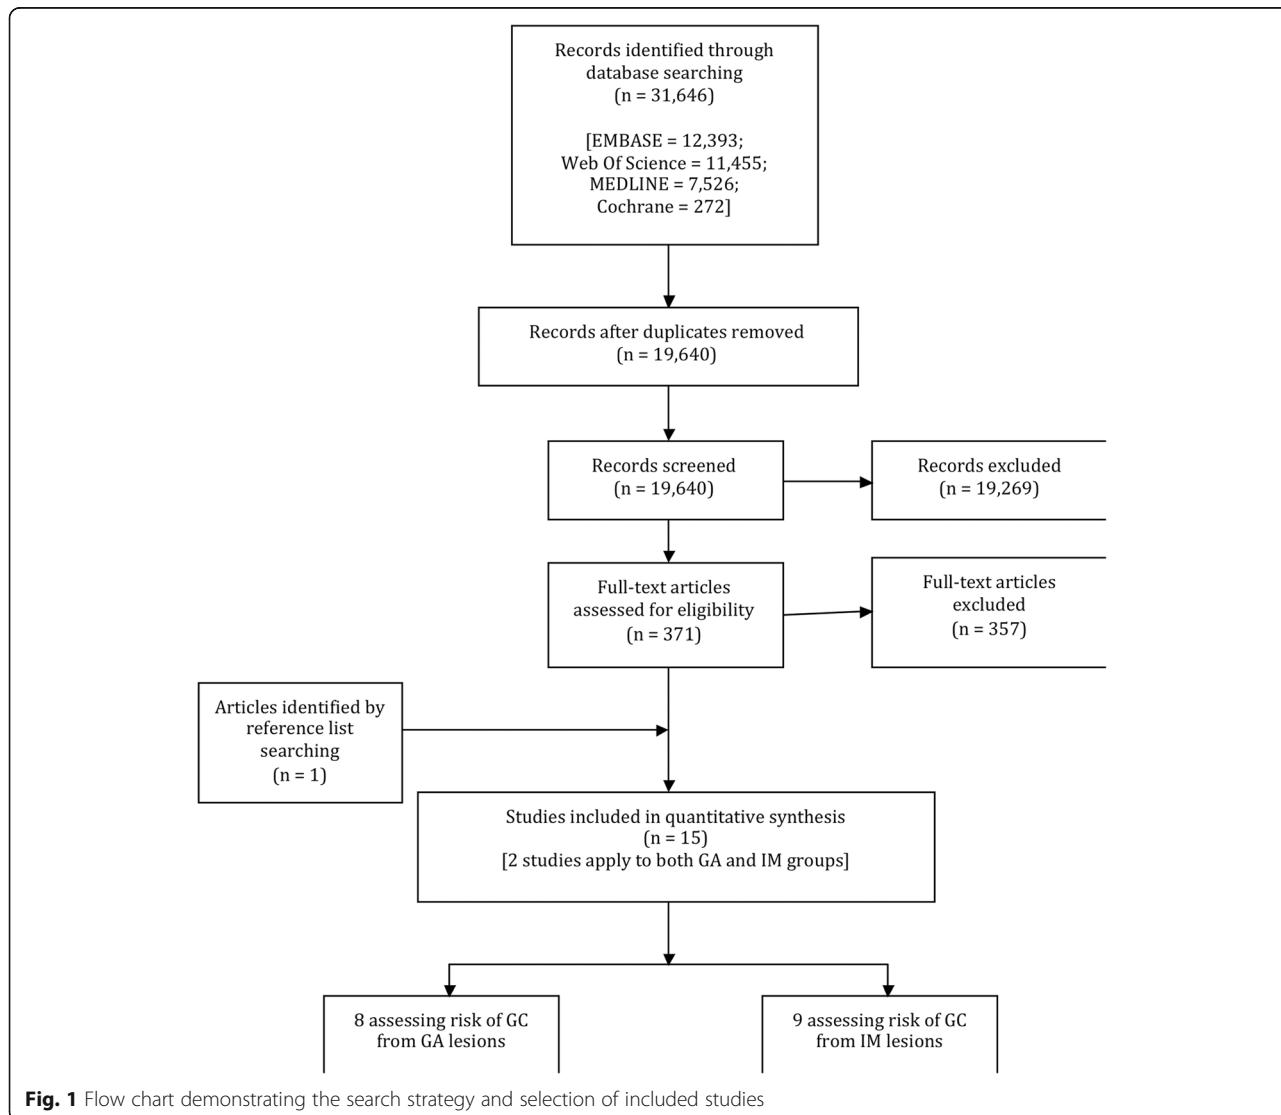 Records identified through
database searching
(n = 31,646)
[EMBASE = 12,393;
Web Of Science = 11,455;
MEDLINE = 7,526;
Cochrane = 272]
Records after duplicates removed
(n = 19,640)
Records screened
(n = 19,640)
Records excluded
(n = 19,269)
Full-text articles
assessed for eligibility
(n = 371)
Full-text articles
excluded
(n = 357)
Articles identified by
reference list
searching
(n = 1)
Studies included in quantitative synthesis
(n = 15)
[2 studies apply to both GA and IM groups]
8 assessing risk of GC
from GA lesions
9 assessing risk of GC
from IM lesions
Fig. 1 Flow chart demonstrating the search strategy and selection of included studies